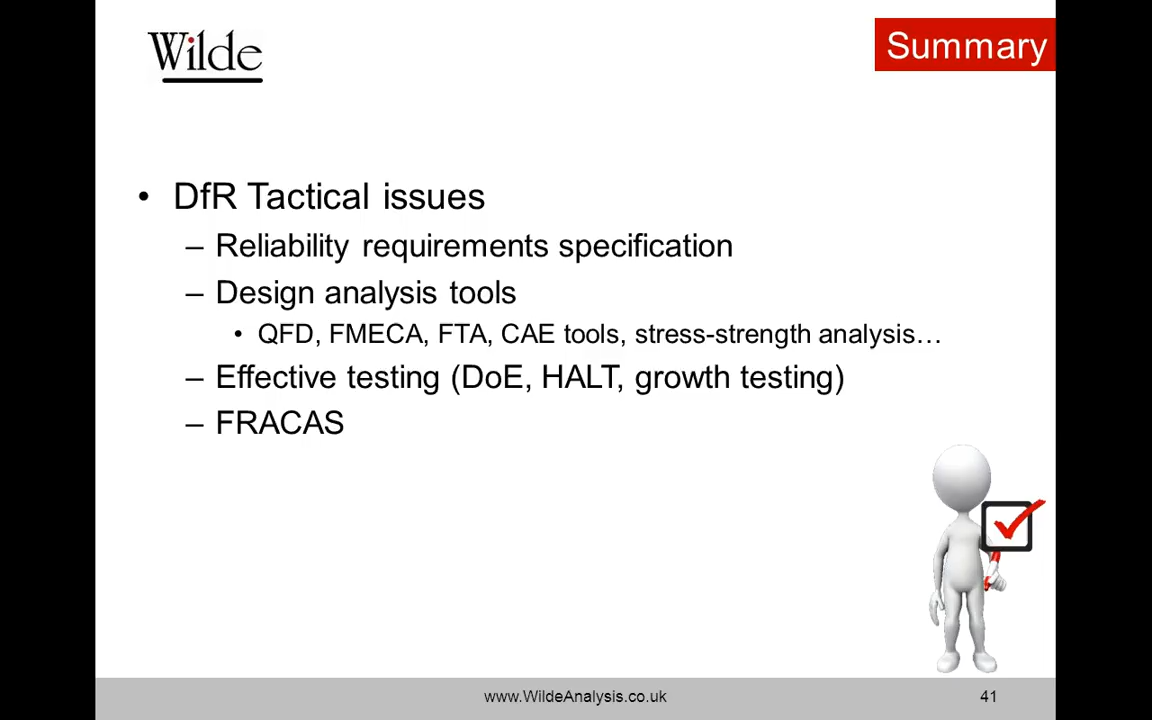 Wilde
Summary
• DfR Tactical issues
– Reliability requirements specification
– Design analysis tools
• QFD, FMECA, FTA, CAE tools, stress-strength analysis…
– Effective testing (DoE, HALT, growth testing)
– FRACAS
www.WildeAnalysis.co.uk
41